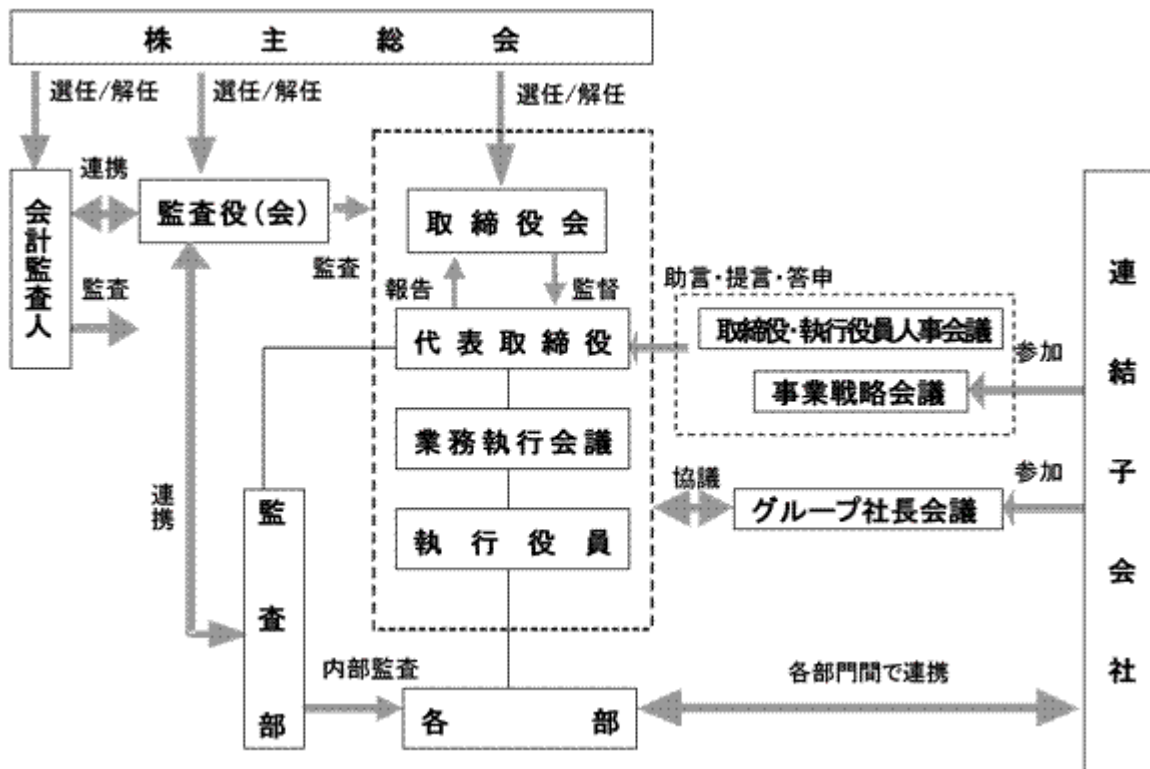 株主総会
選任/解任
選任/解任
選任/解任
会計監査人
連携
監査役(会)
監査
監査
取締役会
報告
監督
代表取締役
助言・提言・答申
取締役・執行役員人事会議
事業戦略会議
参加
業務執行会議
執行役員
協議
グループ社長会議
参加
連結子会社
連携
監査部
内部監査
各部
各部門間で連携